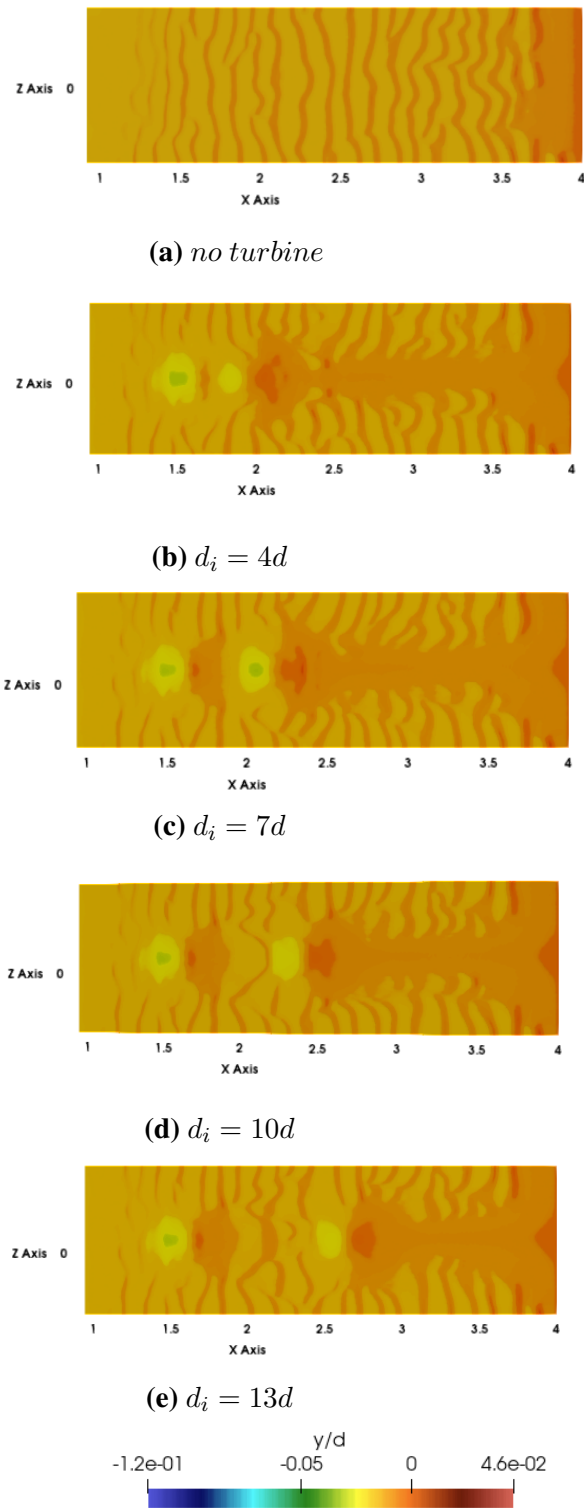 Z Axis 0
1 1.5 2 2.5 3 3.5 4
X Axis
(a) no turbine
Z Axis 0
1 1.5 2 2.5 3 3.5 4
X Axis
(b) d_i = 4d
Z Axis 0
1 1.5 2 2.5 3 3.5 4
X Axis
(c) d_i = 7d
Z Axis 0
1 1.5 2 2.5 3 3.5 4
X Axis
(d) d_i = 10d
Z Axis 0
1 1.5 2 2.5 3 3.5 4
X Axis
(e) d_i = 13d
y/d
-1.2e-01 -0.05 0 4.6e-02